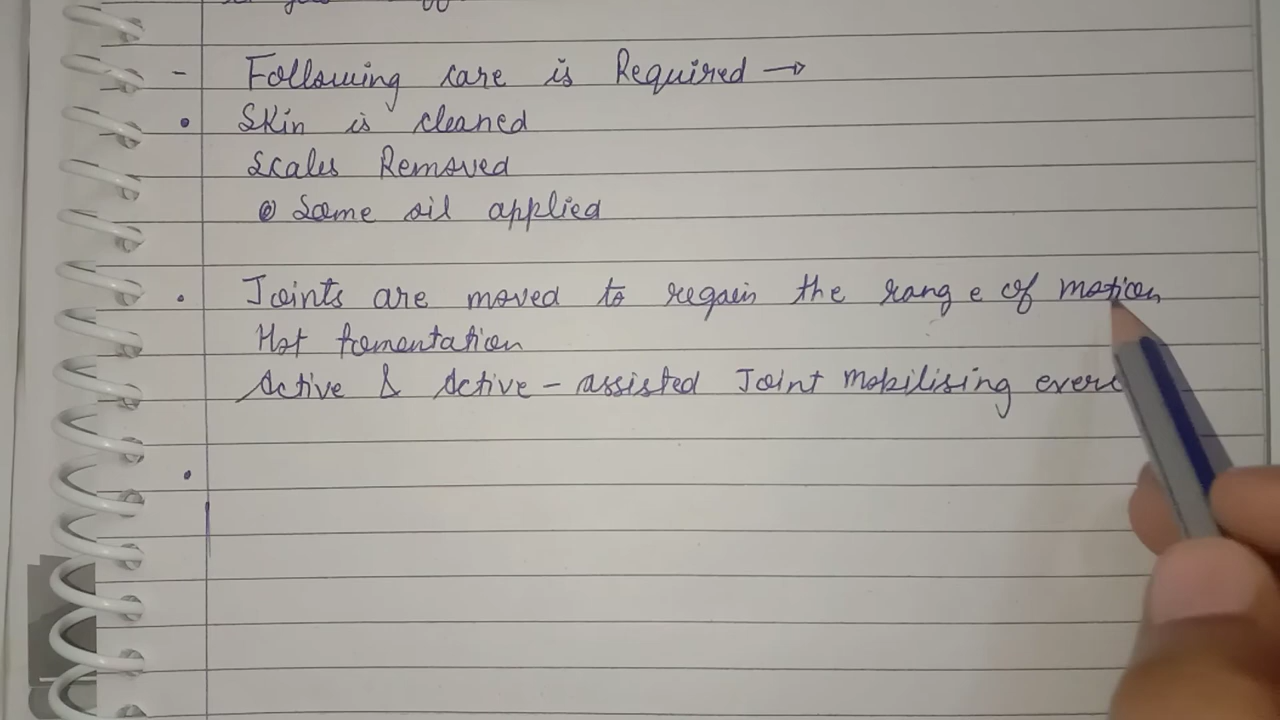 - Following care is Required →
• Skin is cleaned
Scales Removed
Some oil applied
• Joints are moved to regain the range of motion
Hot fomentation
Active & Active - assisted Joint mobilising
•